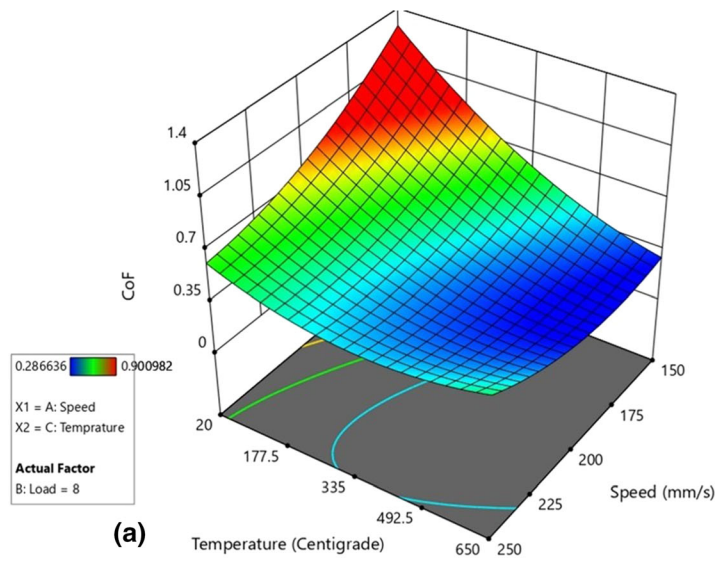 1.4
1.05
0.7
0.35
0
CoF
0.286636 0.900982
X1 = A: Speed
X2 = C: Temprature
Actual Factor
B: Load = 8
20
177.5
335
492.5
650
250
225
200
175
150
Speed (mm/s)
Temperature (Centigrade)
(a)